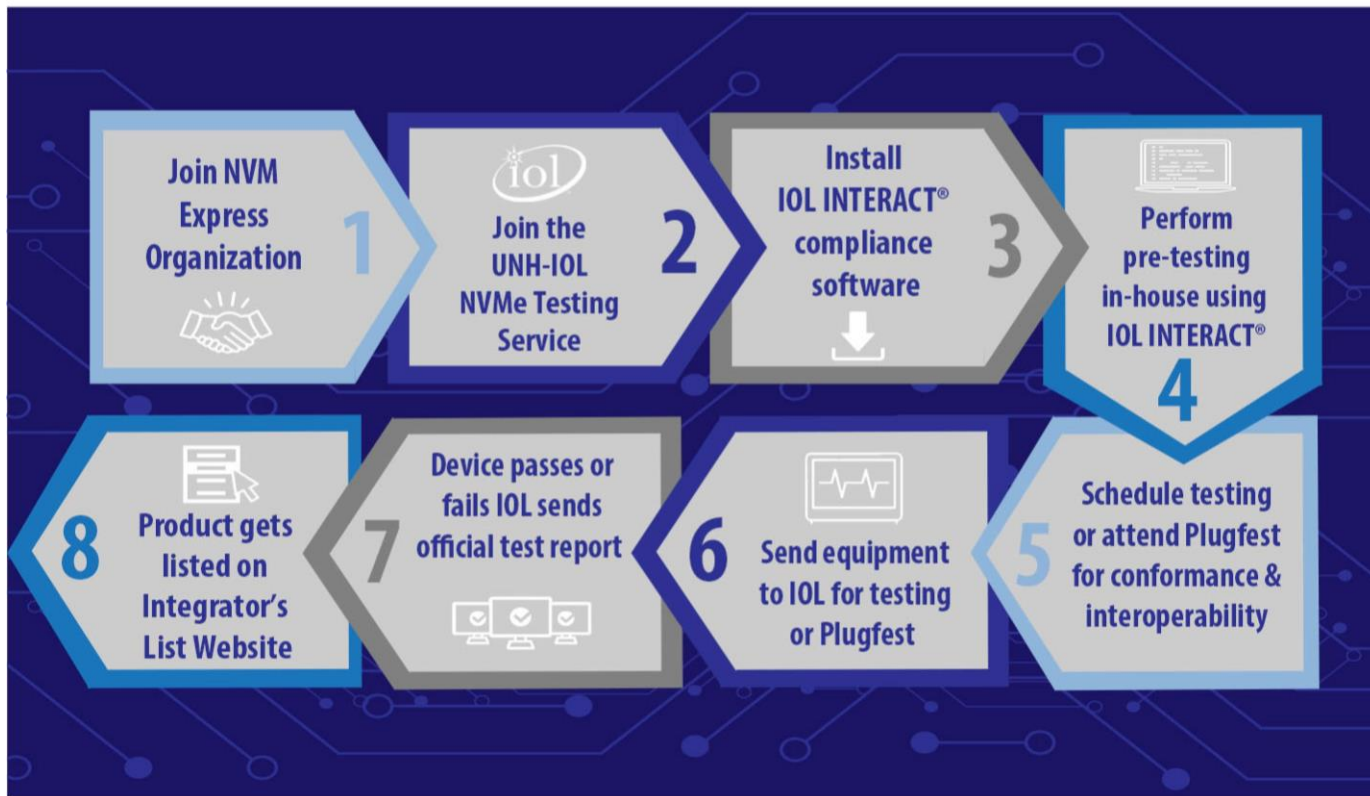 Join NVM
Express
Organization
1
iol
Join the
UNH-IOL
NVMe Testing
Service
2
Install
IOL INTERACT®
compliance
software
3
Perform
pre-testing
in-house using
IOL INTERACT®
4
Schedule testing
or attend Plugfest
for conformance &
interoperability
5
Send equipment
to IOL for testing
or Plugfest
6
Device passes or
fails IOL sends
official test report
7
Product gets
listed on
Integrator's
List Website
8